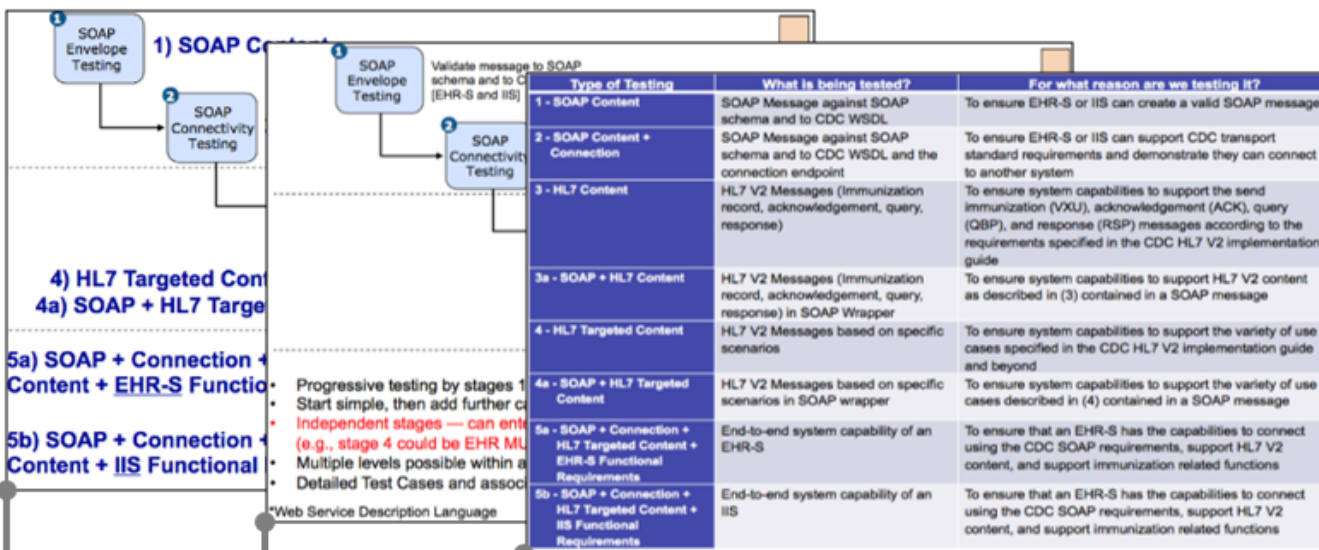 1
SOAP
Envelope
Testing
1) SOAP
2
SOAP
Connectivity
Testing
4) HL7 Targeted
4a) SOAP + HL7
5a) SOAP + Connection +
Content + EHR-S
5b) SOAP + Connection +
Content + IIS Functional
1
SOAP
Envelope
Testing
Validate message to SOAP
schema and to
[EHR-S and IIS]
2
SOAP
Connectivity
Testing
• Progressive testing by stages 1
• Start simple, then add further
• Independent stages — can
(e.g., stage 4 could be EHR
• Multiple levels possible within a
• Detailed Test Cases and
*Web Service Description Language
Type of Testing What is being tested? For what reason are we testing it?
1 - SOAP Content
SOAP Message against SOAP
schema and to CDC WSDL
To ensure EHR-S or IIS can create a valid SOAP message
2 - SOAP Content +
Connection
SOAP Message against SOAP
schema and to CDC WSDL and the
connection endpoint
To ensure EHR-S or IIS can support CDC transport
standard requirements and demonstrate they can connect
to another system
3 - HL7 Content
HL7 V2 Messages (Immunization
record, acknowledgement, query,
response)
To ensure system capabilities to support the send
immunization (VXU), acknowledgement (ACK), query
(QBP), and response (RSP) messages according to the
requirements specified in the CDC HL7 V2 implementation
guide
3a - SOAP + HL7 Content
HL7 V2 Messages (Immunization
record, acknowledgement, query,
response) in SOAP Wrapper
To ensure system capabilities to support HL7 V2 content
as described in (3) contained in a SOAP message
4 - HL7 Targeted Content
HL7 V2 Messages based on specific
scenarios
To ensure system capabilities to support the variety of use
cases specified in the CDC HL7 V2 implementation guide
and beyond
4a - SOAP + HL7 Targeted
Content
HL7 V2 Messages based on specific
scenarios in SOAP wrapper
To ensure system capabilities to support the variety of use
cases described in (4) contained in a SOAP message
5a - SOAP + Connection +
HL7 Targeted Content +
EHR-S Functional
Requirements
End-to-end system capability of an
EHR-S
To ensure that an EHR-S has the capabilities to connect
using the CDC SOAP requirements, support HL7 V2
content, and support immunization related functions
5b - SOAP + Connection +
HL7 Targeted Content +
IIS Functional
Requirements
End-to-end system capability of an
IIS
To ensure that an EHR-S has the capabilities to connect
using the CDC SOAP requirements, support HL7 V2
content, and support immunization related functions